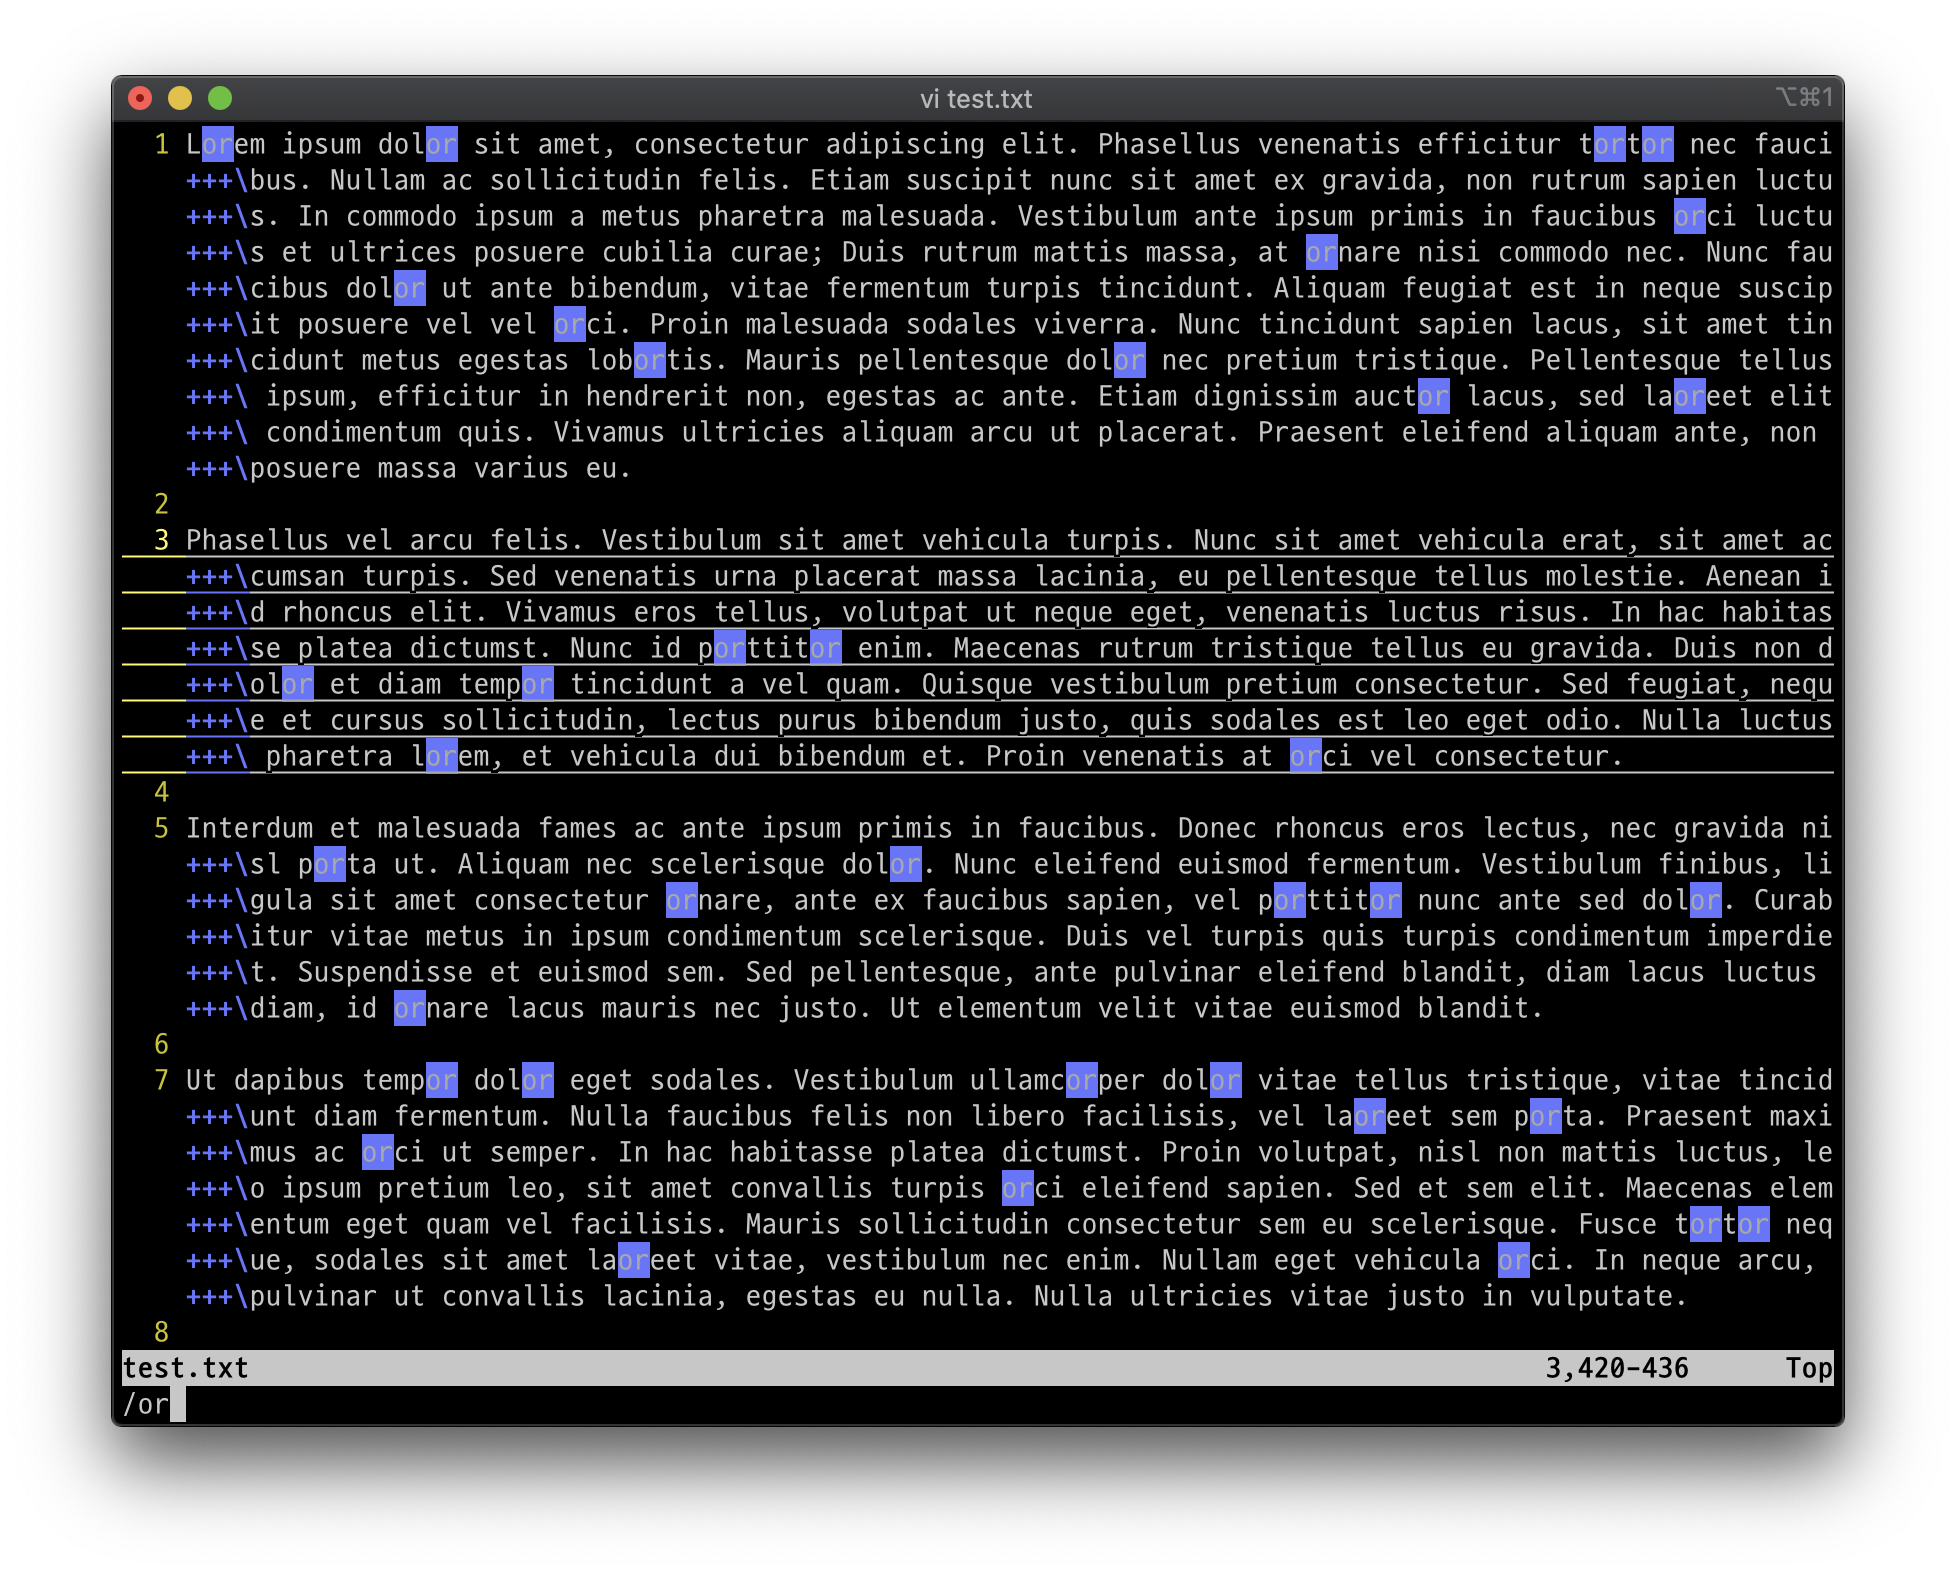 vi test.txt ⌥⌘1
1 Lorem ipsum dolor sit amet, consectetur adipiscing elit. Phasellus venenatis efficitur tortor nec fauci
+++\bus. Nullam ac sollicitudin felis. Etiam suscipit nunc sit amet ex gravida, non rutrum sapien luctu
+++\s. In commodo ipsum a metus pharetra malesuada. Vestibulum ante ipsum primis in faucibus orci luctu
+++\s et ultrices posuere cubilia curae; Duis rutrum mattis massa, at ornare nisi commodo nec. Nunc fau
+++\cibus dolor ut ante bibendum, vitae fermentum turpis tincidunt. Aliquam feugiat est in neque suscip
+++\it posuere vel vel orci. Proin malesuada sodales viverra. Nunc tincidunt sapien lacus, sit amet tin
+++\cidunt metus egestas lobortis. Mauris pellentesque dolor nec pretium tristique. Pellentesque tellus
+++\ ipsum, efficitur in hendrerit non, egestas ac ante. Etiam dignissim auctor lacus, sed laoreet elit
+++\ condimentum quis. Vivamus ultricies aliquam arcu ut placerat. Praesent eleifend aliquam ante, non
+++\posuere massa varius eu.
2
3 Phasellus vel arcu felis. Vestibulum sit amet vehicula turpis. Nunc sit amet vehicula erat, sit amet ac
+++\cumsan turpis. Sed venenatis urna placerat massa lacinia, eu pellentesque tellus molestie. Aenean i
+++\d rhoncus elit. Vivamus eros tellus, volutpat ut neque eget, venenatis luctus risus. In hac habitas
+++\se platea dictumst. Nunc id porttitor enim. Maecenas rutrum tristique tellus eu gravida. Duis non d
+++\olor et diam tempor tincidunt a vel quam. Quisque vestibulum pretium consectetur. Sed feugiat, nequ
+++\e et cursus sollicitudin, lectus purus bibendum justo, quis sodales est leo eget odio. Nulla luctus
+++\ pharetra lorem, et vehicula dui bibendum et. Proin venenatis at orci vel consectetur.
4
5 Interdum et malesuada fames ac ante ipsum primis in faucibus. Donec rhoncus eros lectus, nec gravida ni
+++\sl porta ut. Aliquam nec scelerisque dolor. Nunc eleifend euismod fermentum. Vestibulum finibus, li
+++\gula sit amet consectetur ornare, ante ex faucibus sapien, vel porttitor nunc ante sed dolor. Curab
+++\itur vitae metus in ipsum condimentum scelerisque. Duis vel turpis quis turpis condimentum imperdie
+++\t. Suspendisse et euismod sem. Sed pellentesque, ante pulvinar eleifend blandit, diam lacus luctus
+++\diam, id ornare lacus mauris nec justo. Ut elementum velit vitae euismod blandit.
6
7 Ut dapibus tempor dolor eget sodales. Vestibulum ullamcorper dolor vitae tellus tristique, vitae tincid
+++\unt diam fermentum. Nulla faucibus felis non libero facilisis, vel laoreet sem porta. Praesent maxi
+++\mus ac orci ut semper. In hac habitasse platea dictumst. Proin volutpat, nisl non mattis luctus, le
+++\o ipsum pretium leo, sit amet convallis turpis orci eleifend sapien. Sed et sem elit. Maecenas elem
+++\entum eget quam vel facilisis. Mauris sollicitudin consectetur sem eu scelerisque. Fusce tortor neq
+++\ue, sodales sit amet laoreet vitae, vestibulum nec enim. Nullam eget vehicula orci. In neque arcu,
+++\pulvinar ut convallis lacinia, egestas eu nulla. Nulla ultricies vitae justo in vulputate.
8
test.txt 3,420-436 Top
/or